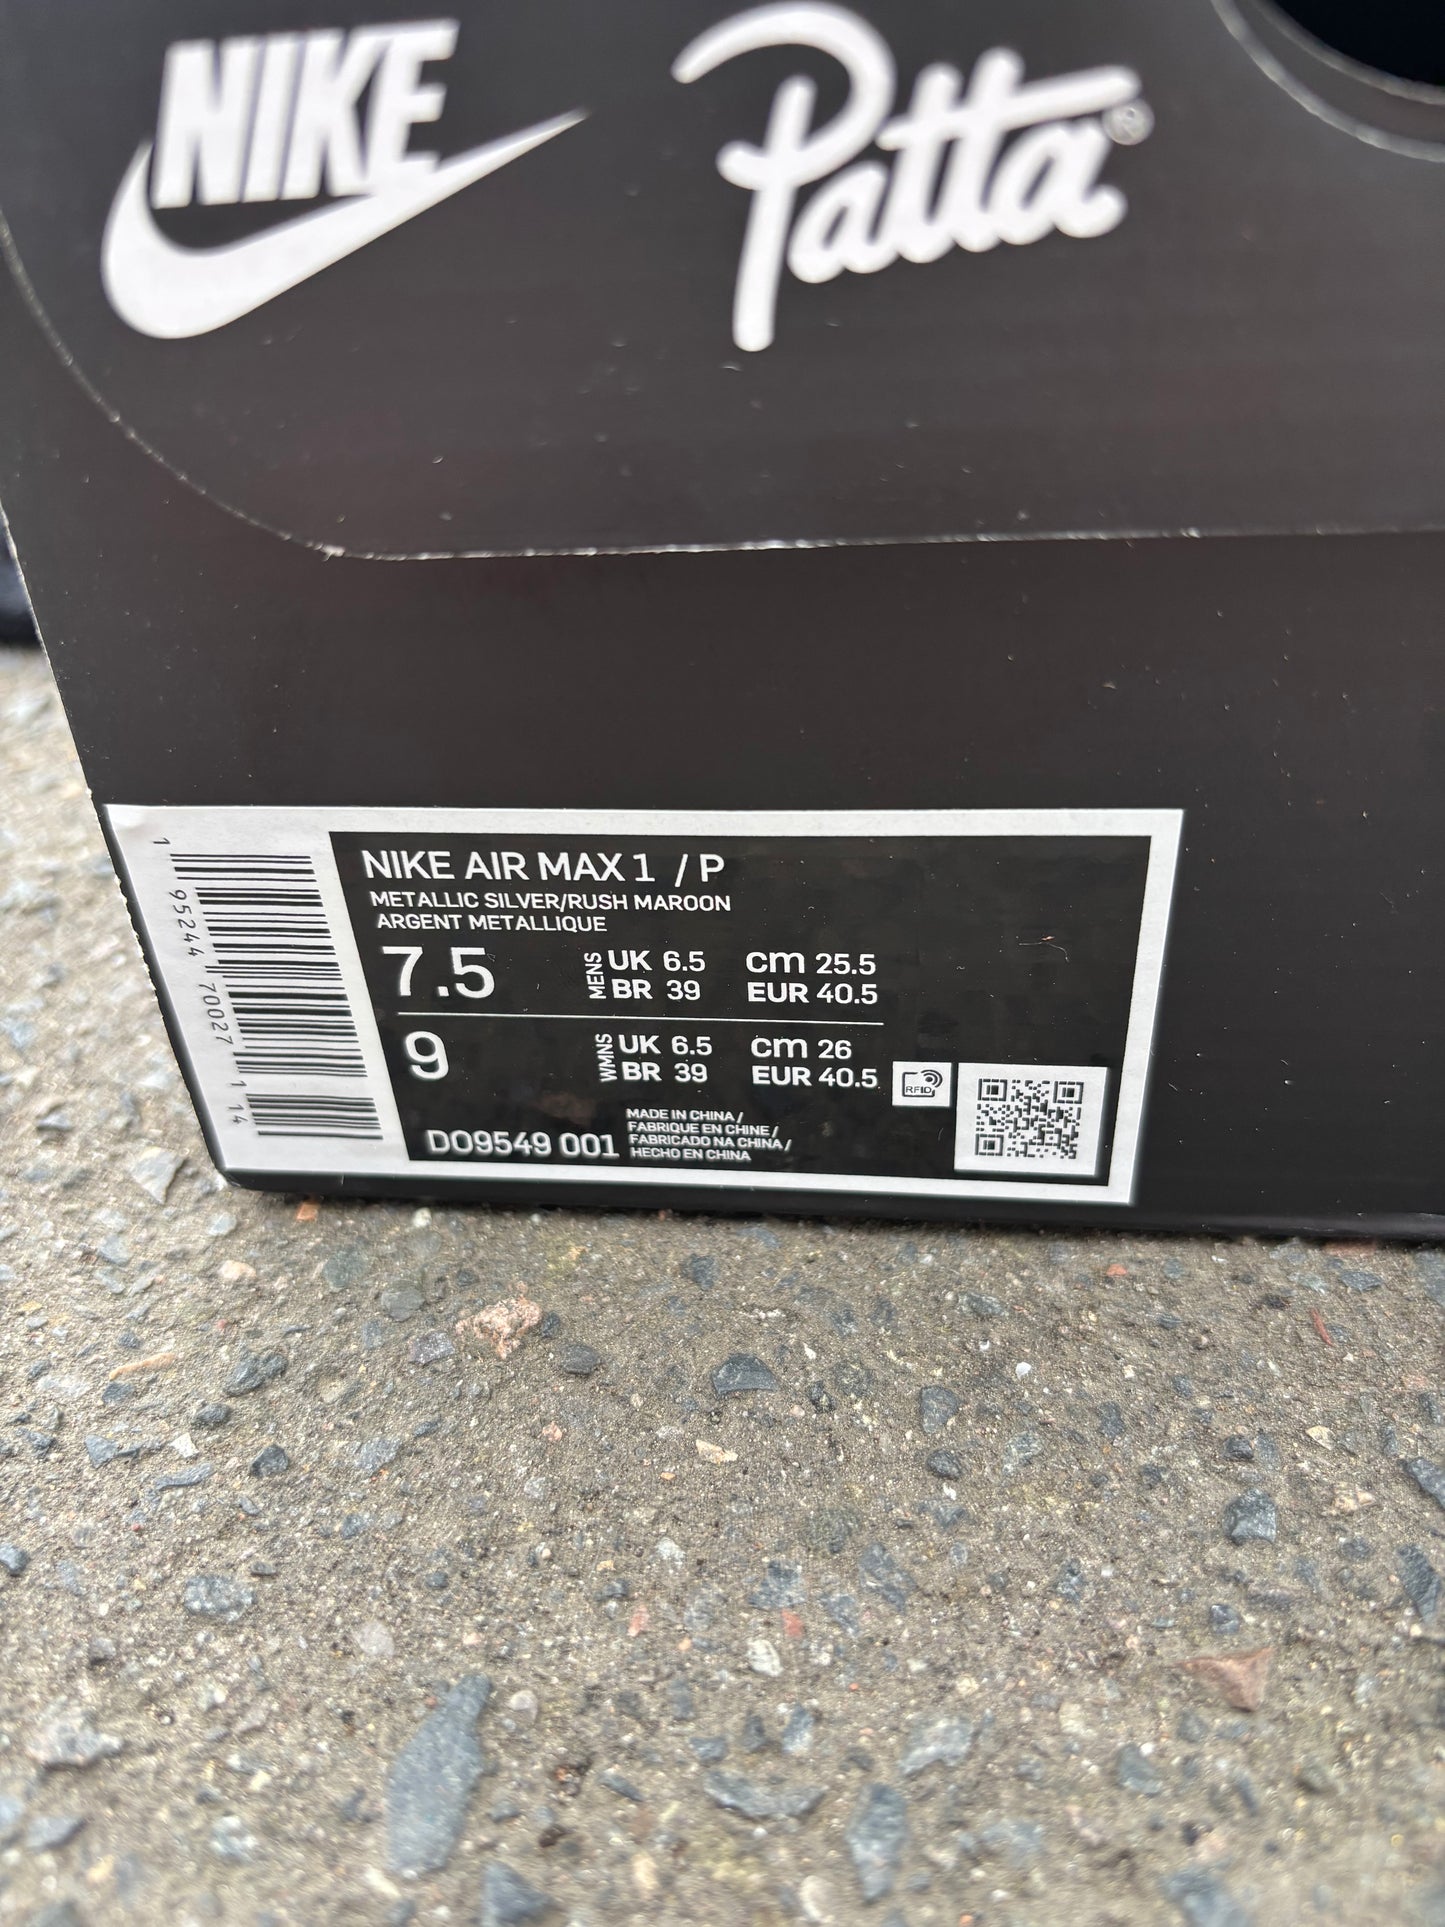 NIKE
Patta®
NIKE AIR MAX 1 / P
METALLIC SILVER/RUSH MAROON
ARGENT METALLIQUE
7.5 MENS UK 6.5 cm 25.5
BR 39 EUR 40.5
9 WMNS UK 6.5 cm 26
BR 39 EUR 40.5
RFID
DO9549 001
MADE IN CHINA /
FABRIQUE EN CHINE /
FABRICADO NA CHINA /
HECHO EN CHINA
1 95244 70027 1 14